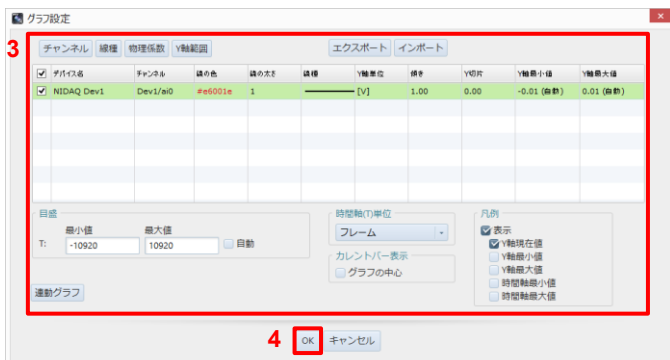 グラフ設定
3
チャンネル 線種 物理係数 Y軸範囲 エクスポート インポート
デバイス名 チャンネル 線の色 線の太さ 線種 Y軸単位 傾き Y切片 Y軸最小値 Y軸最大値
NIDAQ Dev1 Dev1/ai0 #e6001e 1 [V] 1.00 0.00 -0.01 (自動) 0.01 (自動)
目盛
最小値 最大値
T: -10920 10920 自動
時間軸(T)単位
フレーム
カレントバー表示
グラフの中心
凡例
表示
Y軸現在値
Y軸最小値
Y軸最大値
時間軸最小値
時間軸最大値
連動グラフ
4 OK キャンセル